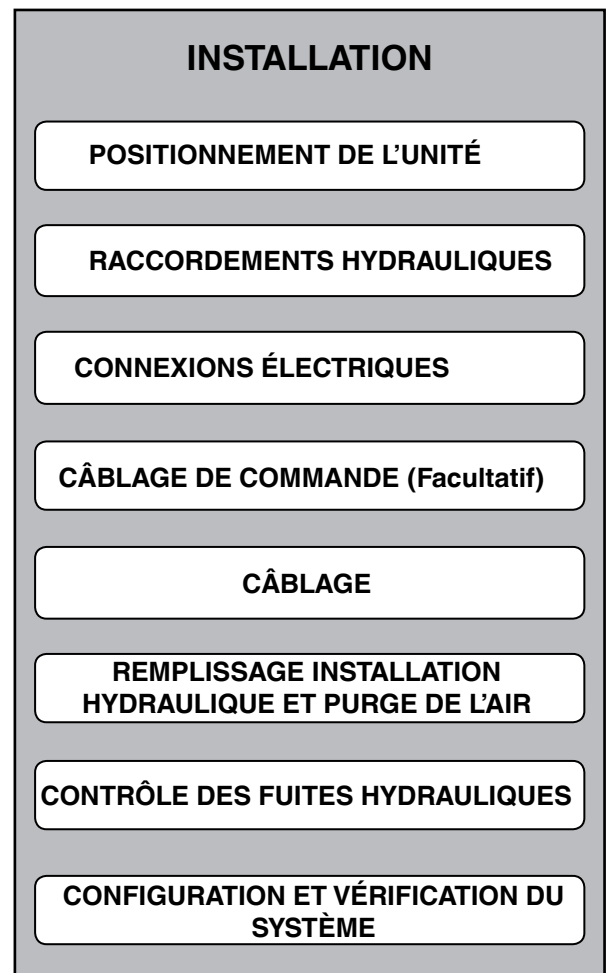 INSTALLATION
POSITIONNEMENT DE L’UNITÉ
RACCORDEMENTS HYDRAULIQUES
CONNEXIONS ÉLECTRIQUES
CÂBLAGE DE COMMANDE (Facultatif)
CÂBLAGE
REMPLISSAGE INSTALLATION
HYDRAULIQUE ET PURGE DE L’AIR
CONTRÔLE DES FUITES HYDRAULIQUES
CONFIGURATION ET VÉRIFICATION DU
SYSTÈME